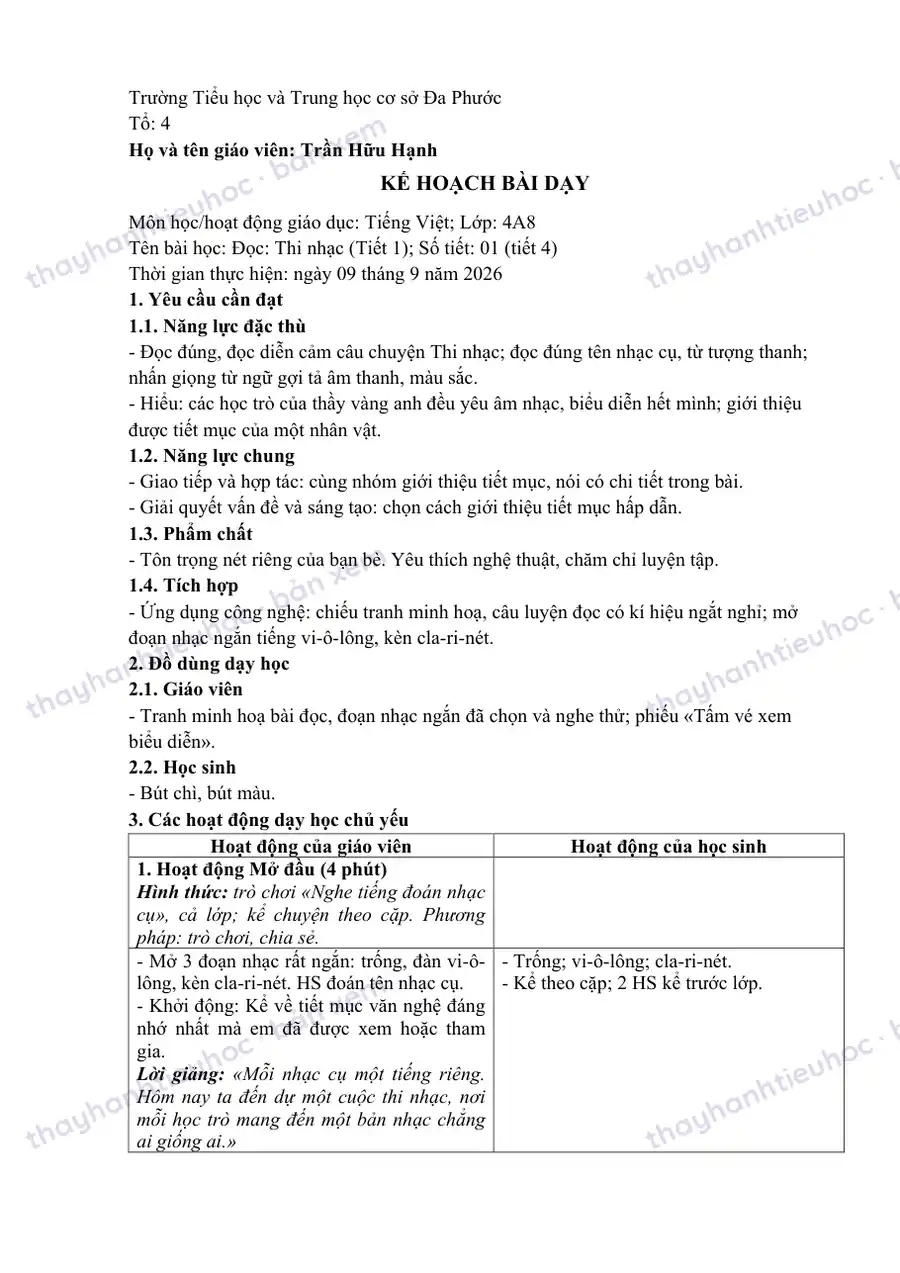 Trường Tiểu học và Trung học cơ sở Đa Phước
Tổ: 4
Họ và tên giáo viên: Trần Hữu Hạnh
KẾ HOẠCH BÀI DẠY
Môn học/hoạt động giáo dục: Tiếng Việt; Lớp: 4A8
Tên bài học: Đọc: Thi nhạc (Tiết 1); Số tiết: 01 (tiết 4)
Thời gian thực hiện: ngày 09 tháng 9 năm 2026
1. Yêu cầu cần đạt
1.1. Năng lực đặc thù
- Đọc đúng, đọc diễn cảm câu chuyện Thi nhạc; đọc đúng tên nhạc cụ, từ tượng thanh;
nhấn giọng từ ngữ gợi tả âm thanh, màu sắc.
- Hiểu: các học trò của thầy vàng anh đều yêu âm nhạc, biểu diễn hết mình; giới thiệu
được tiết mục của một nhân vật.
1.2. Năng lực chung
- Giao tiếp và hợp tác: cùng nhóm giới thiệu tiết mục, nói có chi tiết trong bài.
- Giải quyết vấn đề và sáng tạo: chọn cách giới thiệu tiết mục hấp dẫn.
1.3. Phẩm chất
- Tôn trọng nét riêng của bạn bè. Yêu thích nghệ thuật, chăm chỉ luyện tập.
1.4. Tích hợp
- Ứng dụng công nghệ: chiếu tranh minh hoạ, câu luyện đọc có kí hiệu ngắt nghỉ; mở
đoạn nhạc ngắn tiếng vi-ô-lông, kèn cla-ri-nét.
2. Đồ dùng dạy học
2.1. Giáo viên
- Tranh minh hoạ bài đọc, đoạn nhạc ngắn đã chọn và nghe thử; phiếu «Tấm vé xem
biểu diễn».
2.2. Học sinh
- Bút chì, bút màu.
3. Các hoạt động dạy học chủ yếu
Hoạt động của giáo viên
Hoạt động của học sinh
1. Hoạt động Mở đầu (4 phút)
Hình thức: trò chơi «Nghe tiếng đoán nhạc
cụ», cả lớp; kể chuyện theo cặp. Phương
pháp: trò chơi, chia sẻ.
- Mở 3 đoạn nhạc rất ngắn: trống, đàn vi-ô-
lông, kèn cla-ri-nét. HS đoán tên nhạc cụ.
- Khởi động: Kể về tiết mục văn nghệ đáng
nhớ nhất mà em đã được xem hoặc tham
gia.
Lời giảng: «Mỗi nhạc cụ một tiếng riêng.
Hôm nay ta đến dự một cuộc thi nhạc, nơi
mỗi học trò mang đến một bản nhạc chẳng
ai giống ai.»
- Trống; vi-ô-lông; cla-ri-nét.
- Kể theo cặp; 2 HS kể trước lớp.
thayhanhtieuhoc · bản xem
thayhanhtieuhoc · b
thayhanhtieuhoc · bản xem
thayhanhtieuhoc · b
thayhanhtieuhoc · bản xem
thayhanhtieuhoc · b